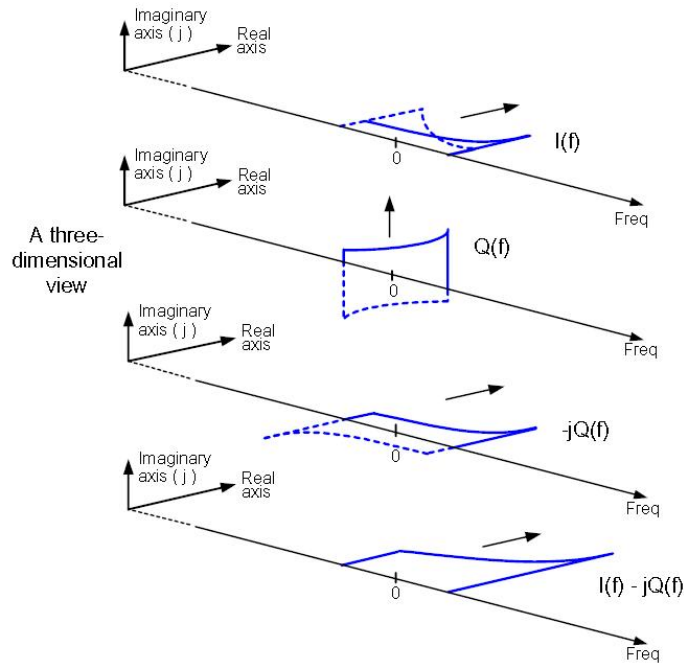 Imaginary
axis ( j )
Real
axis
0
I(f)
Freq
Imaginary
axis ( j )
Real
axis
A three-
dimensional
view
0
Q(f)
Freq
Imaginary
axis ( j )
Real
axis
0
-jQ(f)
Freq
Imaginary
axis ( j )
Real
axis
0
I(f) - jQ(f)
Freq